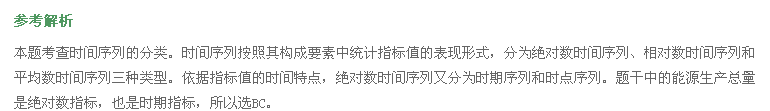 参考解析
本题考查时间序列的分类。时间序列按照其构成要素中统计指标值的表现形式，分为绝对数时间序列、相对数时间序列和
平均数时间序列三种类型。依据指标值的时间特点，绝对数时间序列又分为时期序列和时点序列。题干中的能源生产总量
是绝对数指标，也是时期指标，所以选BC。